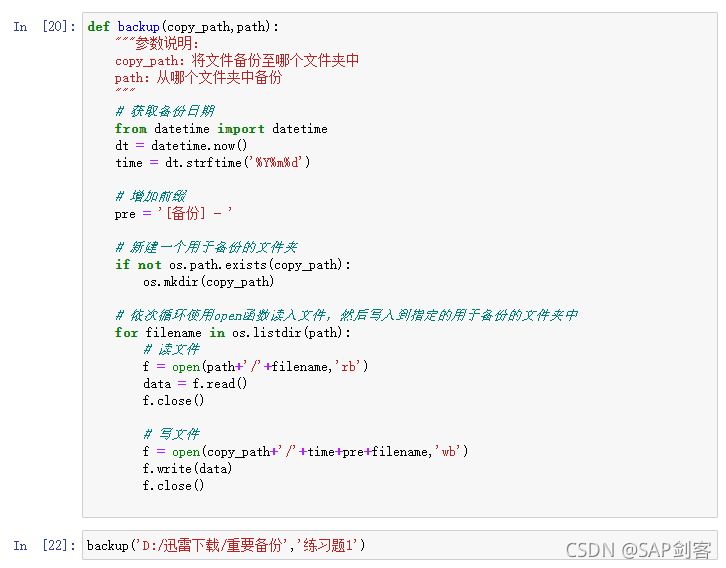 In [20]: def backup(copy_path,path):
"""参数说明:
copy_path: 将文件备份至哪个文件夹中
path: 从哪个文件夹中备份
"""
# 获取备份日期
from datetime import datetime
dt = datetime.now()
time = dt.strftime('%Y%m%d')
# 增加前缀
pre = '[备份] - '
# 新建一个用于备份的文件夹
if not os.path.exists(copy_path):
os.mkdir(copy_path)
# 依次循环使用open函数读入文件，然后写入到指定的用于备份的文件夹中
for filename in os.listdir(path):
# 读文件
f = open(path+'/'+filename,'rb')
data = f.read()
f.close()
# 写文件
f = open(copy_path+'/'+time+pre+filename,'wb')
f.write(data)
f.close()
In [22]: backup('D:/迅雷下载/重要备份','练习题1')
CSDN @SAP剑客